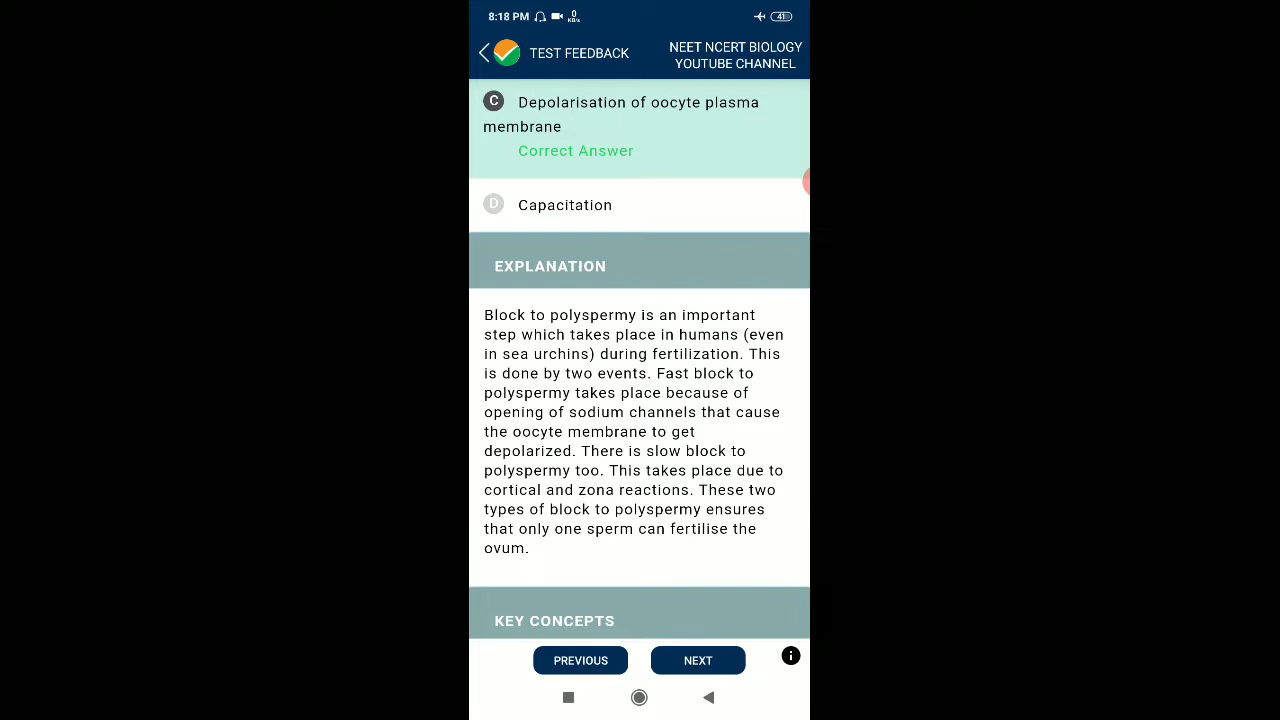 8:18 PM 0 KB/s 41
TEST FEEDBACK
NEET NCERT BIOLOGY
YOUTUBE CHANNEL
C Depolarisation of oocyte plasma
membrane
Correct Answer
D Capacitation
EXPLANATION
Block to polyspermy is an important
step which takes place in humans (even
in sea urchins) during fertilization. This
is done by two events. Fast block to
polyspermy takes place because of
opening of sodium channels that cause
the oocyte membrane to get
depolarized. There is slow block to
polyspermy too. This takes place due to
cortical and zona reactions. These two
types of block to polyspermy ensures
that only one sperm can fertilise the
ovum.
KEY CONCEPTS
PREVIOUS NEXT i